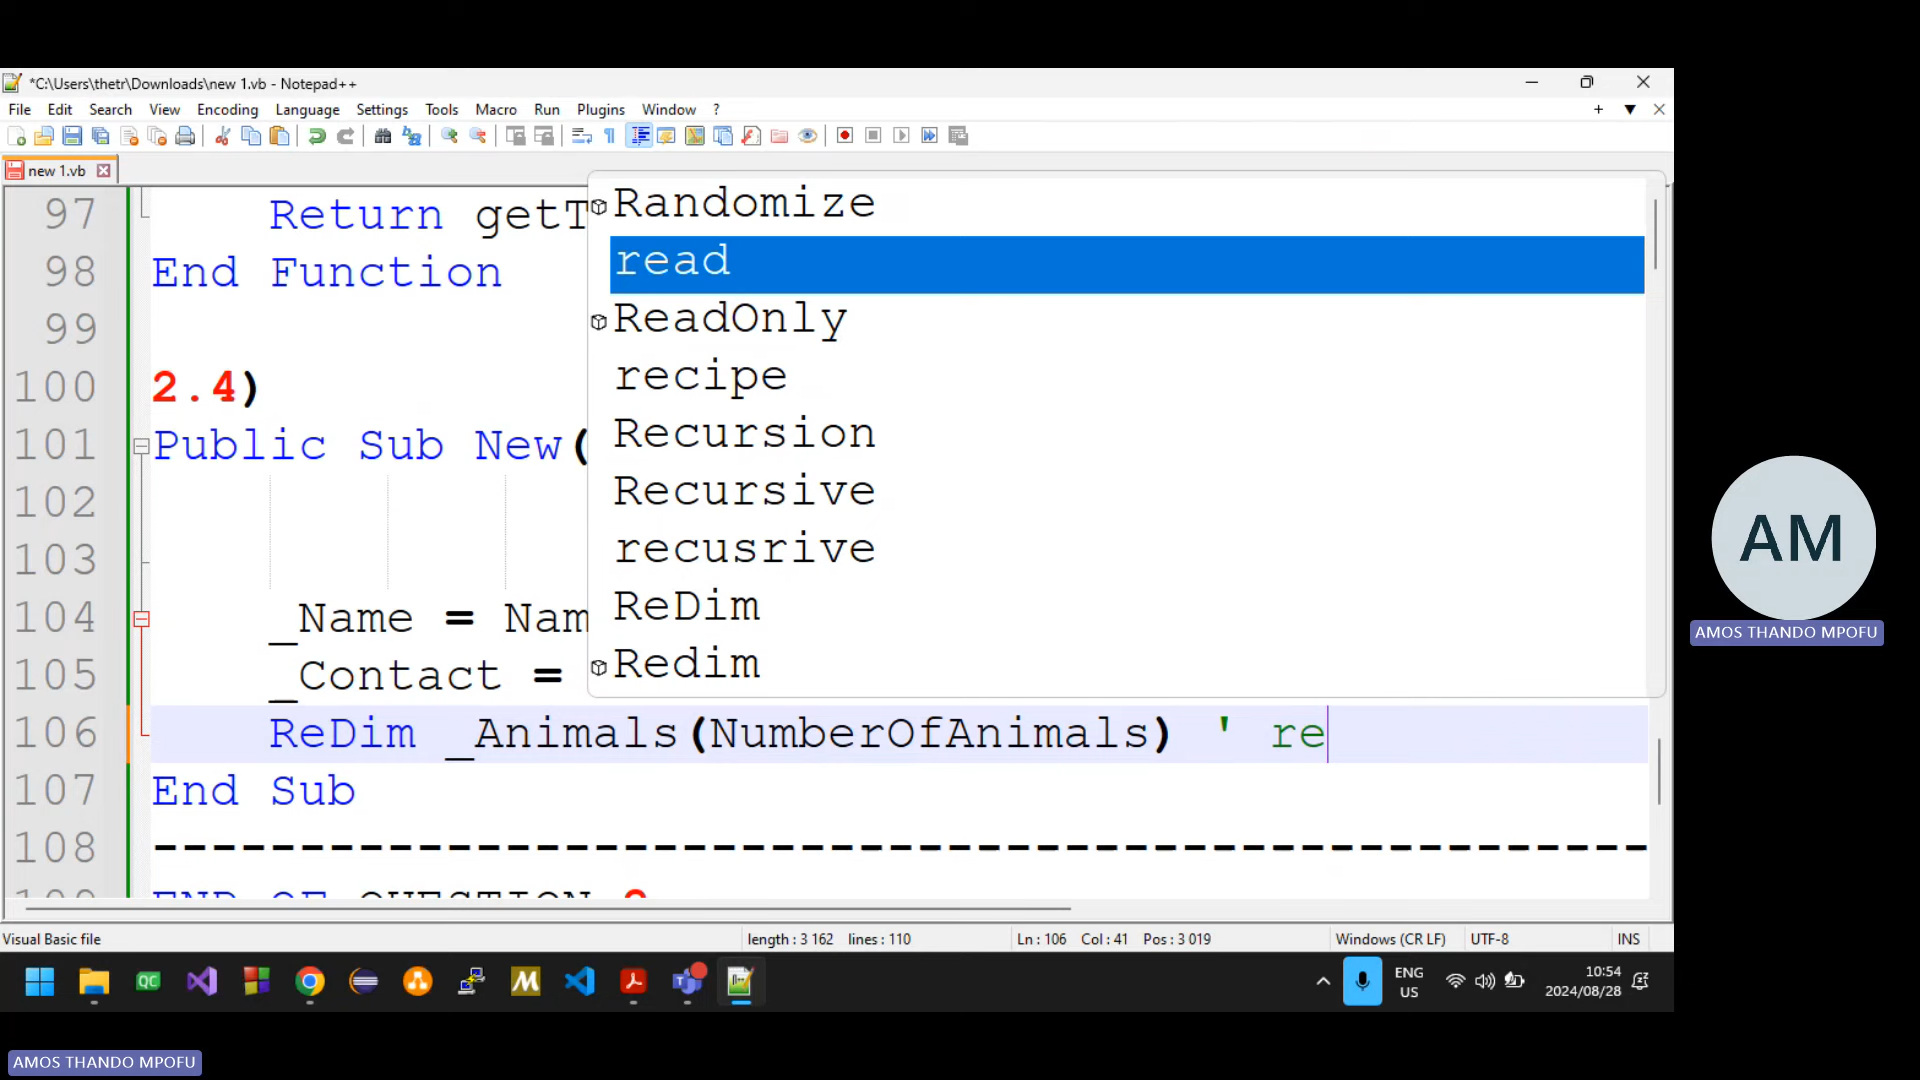 *C:\Users\thetr\Downloads\new 1.vb - Notepad++
File Edit Search View Encoding Language Settings Tools Macro Run Plugins Window ?
new 1.vb
97 Return getT
98 End Function
99
100 2.4)
101 Public Sub New(
102
103
104 _Name = Nam
105 _Contact =
106 ReDim _Animals(NumberOfAnimals) ' re
107 End Sub
108 ---------------------------------------------------
END OF QUESTION 2
Randomize
read
ReadOnly
recipe
Recursion
Recursive
recusrive
ReDim
Redim
Visual Basic file length : 3 162 lines : 110 Ln : 106 Col : 41 Pos : 3 019 Windows (CR LF) UTF-8 INS
ENG
US
10:54
2024/08/28
AM
AMOS THANDO MPOFU
AMOS THANDO MPOFU